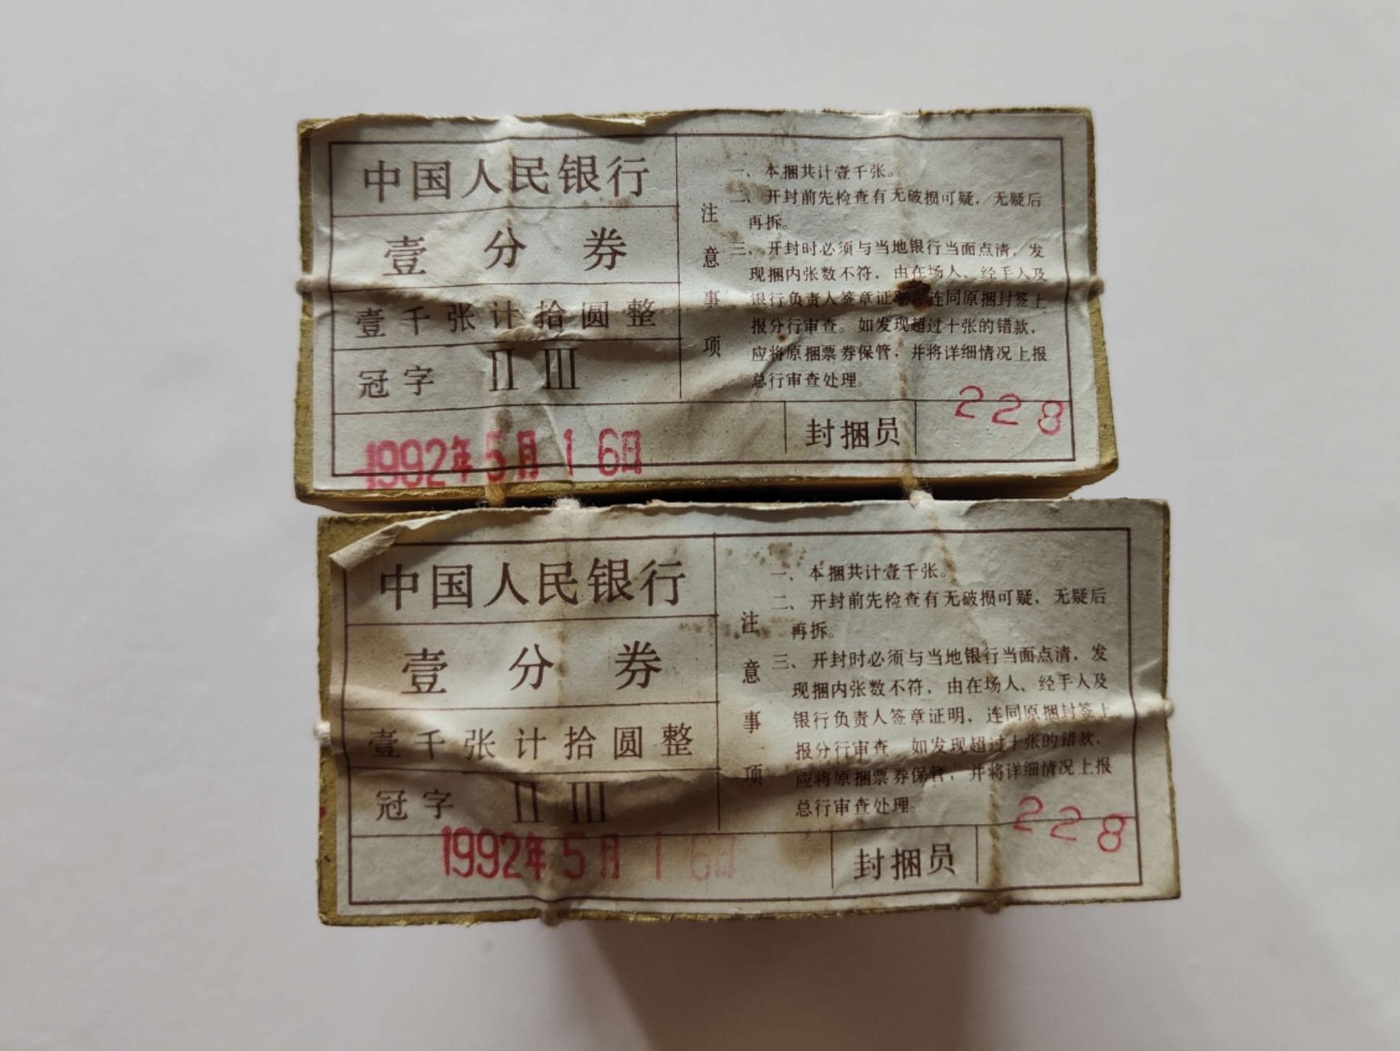 中国人民银行
壹分券
壹千张计拾圆整
冠字 II III
1992年5月16日
注意事项
一、本捆共计壹千张。
二、开封前先检查有无破损可疑，无疑后
再拆。
三、开封时必须与当地银行当面点清，发
现捆内张数不符，由在场人、经手人及
银行负责人签章证 连同原捆封签上
报分行审查。如发现超过十张的错款，
应将原捆票券保管，并将详细情况上报
总行审查处理。
封捆员
228
中国人民银行
壹分券
壹千张计拾圆整
冠字 II III
1992年5月16日
注意事项
一、本捆共计壹千张。
二、开封前先检查有无破损可疑，无疑后
再拆。
三、开封时必须与当地银行当面点清，发
现捆内张数不符，由在场人、经手人及
银行负责人签章证明，连同原捆封签上
报分行审查 如发现超过十张的错款，
应将原捆票券保管，并将详细情况上报
总行审查处理。
封捆员
228